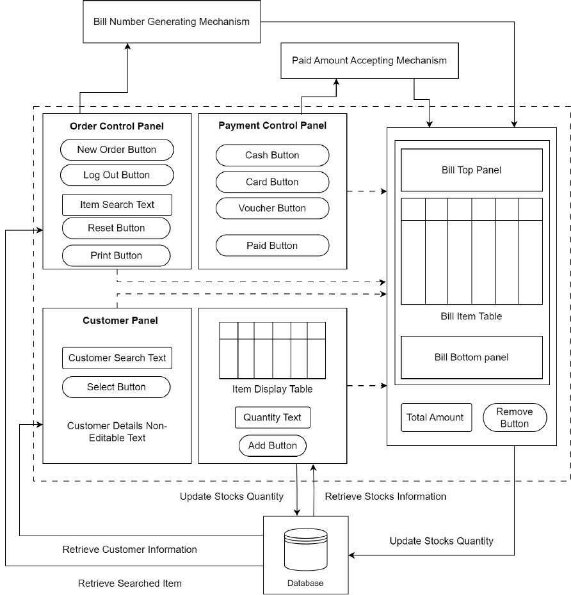 Bill Number Generating Mechanism
Paid Amount Accepting Mechanism
Order Control Panel
New Order Button
Log Out Button
Item Search Text
Reset Button
Print Button
Payment Control Panel
Cash Button
Card Button
Voucher Button
Paid Button
Bill Top Panel
Bill Item Table
Bill Bottom panel
Total Amount
Remove
Button
Customer Panel
Customer Search Text
Select Button
Customer Details Non-
Editable Text
Item Display Table
Quantity Text
Add Button
Update Stocks Quantity
Retrieve Stocks Information
Update Stocks Quantity
Retrieve Customer Information
Retrieve Searched Item
Database